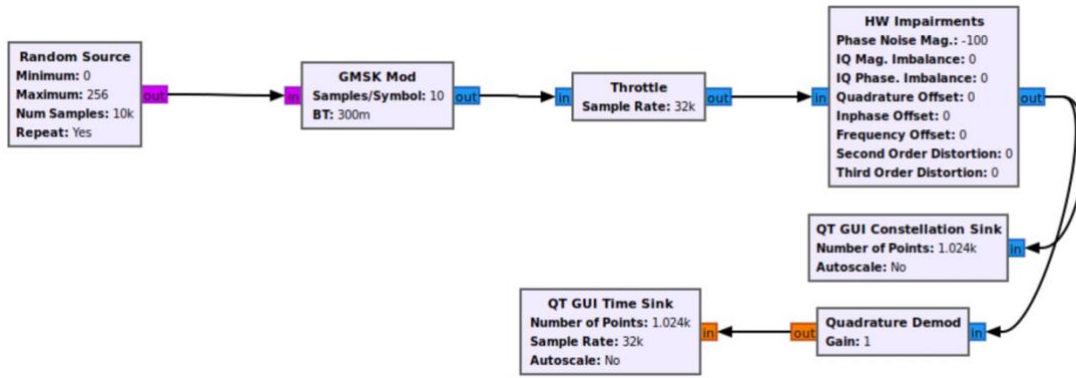 Random Source
Minimum: 0
Maximum: 256
Num Samples: 10k
Repeat: Yes
out
in
GMSK Mod
Samples/Symbol: 10
BT: 300m
out
in
Throttle
Sample Rate: 32k
out
in
HW Impairments
Phase Noise Mag.: -100
IQ Mag. Imbalance: 0
IQ Phase. Imbalance: 0
Quadrature Offset: 0
Inphase Offset: 0
Frequency Offset: 0
Second Order Distortion: 0
Third Order Distortion: 0
out
QT GUI Constellation Sink
Number of Points: 1.024k
Autoscale: No
in
QT GUI Time Sink
Number of Points: 1.024k
Sample Rate: 32k
Autoscale: No
in
out
Quadrature Demod
Gain: 1
in